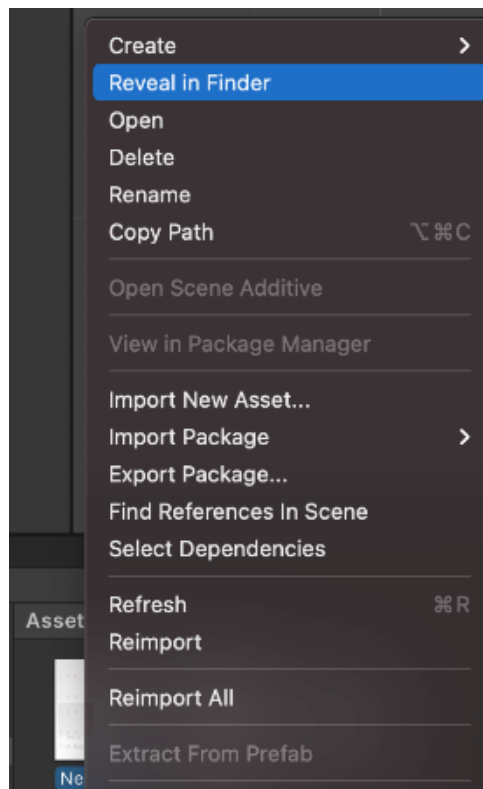 Create
Reveal in Finder
Open
Delete
Rename
Copy Path ⌥⌘C
Open Scene Additive
View in Package Manager
Import New Asset...
Import Package
Export Package...
Find References In Scene
Select Dependencies
Refresh ⌘R
Asset
Reimport
Reimport All
Extract From Prefab
Ne